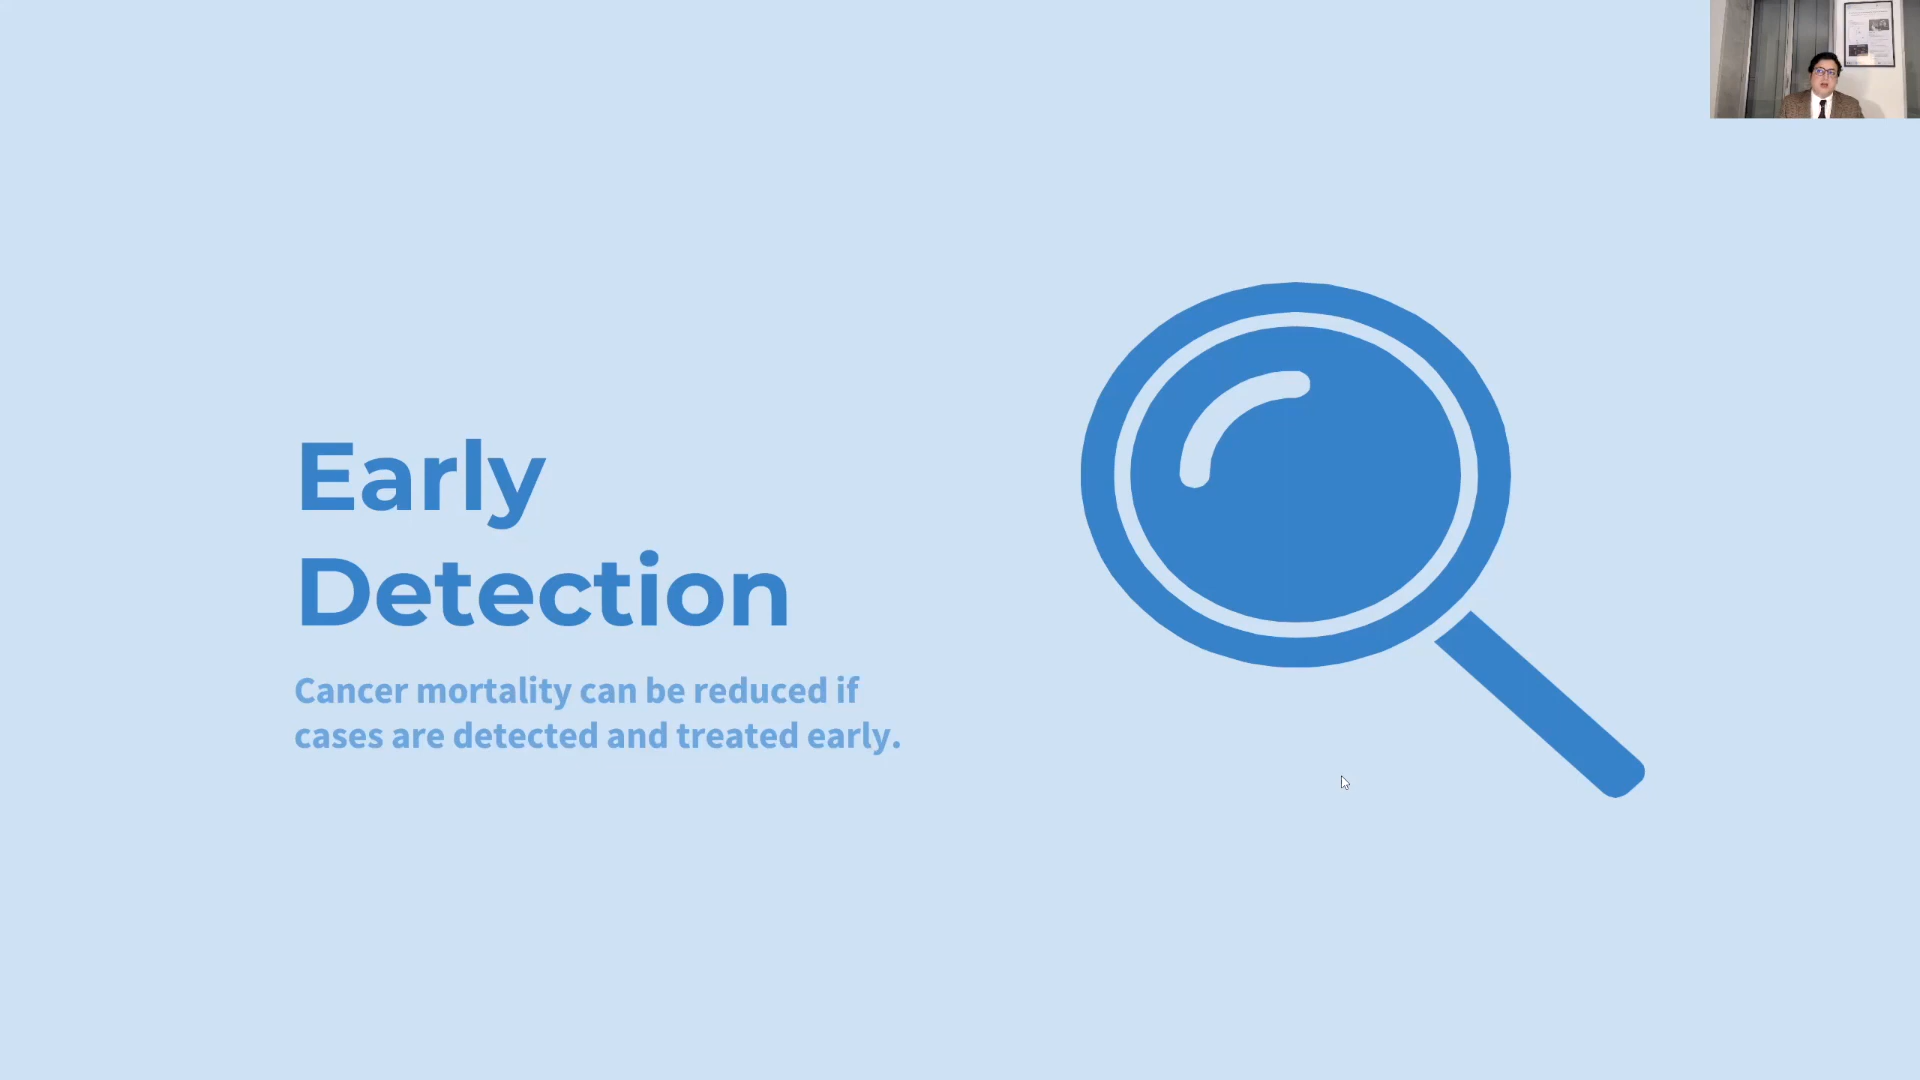 Early
Detection
Cancer mortality can be reduced if
cases are detected and treated early.